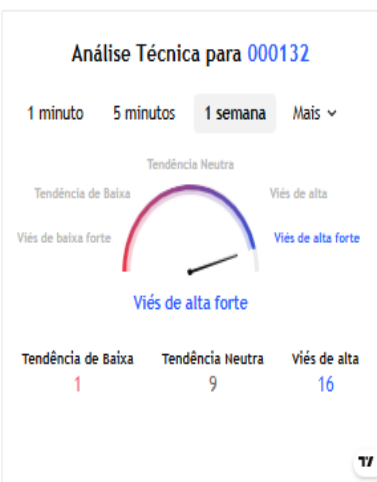 Análise Técnica para 000132
1 minuto 5 minutos 1 semana Mais
Tendência Neutra
Tendência de Baixa Viés de alta
Viés de baixa forte Viés de alta forte
Viés de alta forte
Tendência de Baixa Tendência Neutra Viés de alta
1 9 16